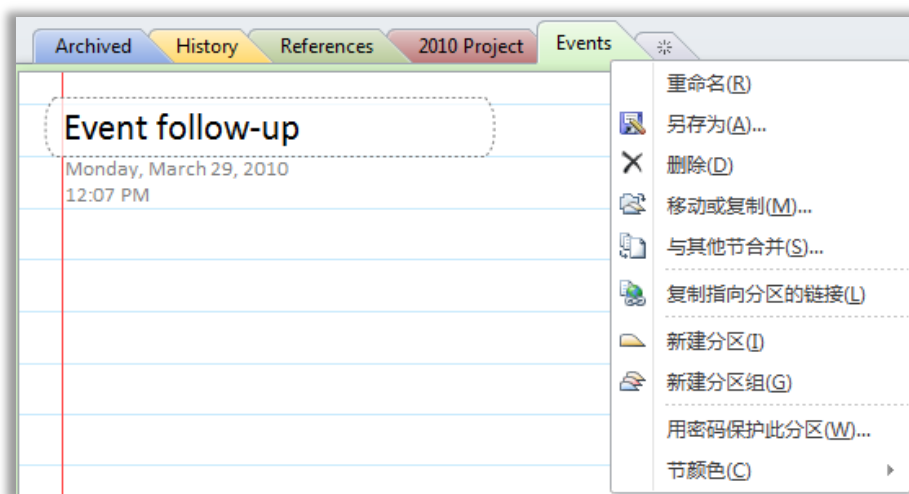 Archived History References 2010 Project Events
Event follow-up
Monday, March 29, 2010
12:07 PM
重命名(R)
另存为(A)...
删除(D)
移动或复制(M)...
与其他节合并(S)...
复制指向分区的链接(L)
新建分区(I)
新建分区组(G)
用密码保护此分区(W)...
节颜色(C)